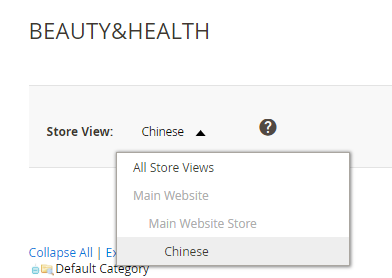 BEAUTY&HEALTH
Store View: Chinese ?
All Store Views
Main Website
Main Website Store
Chinese
Collapse All | Ex
Default Category